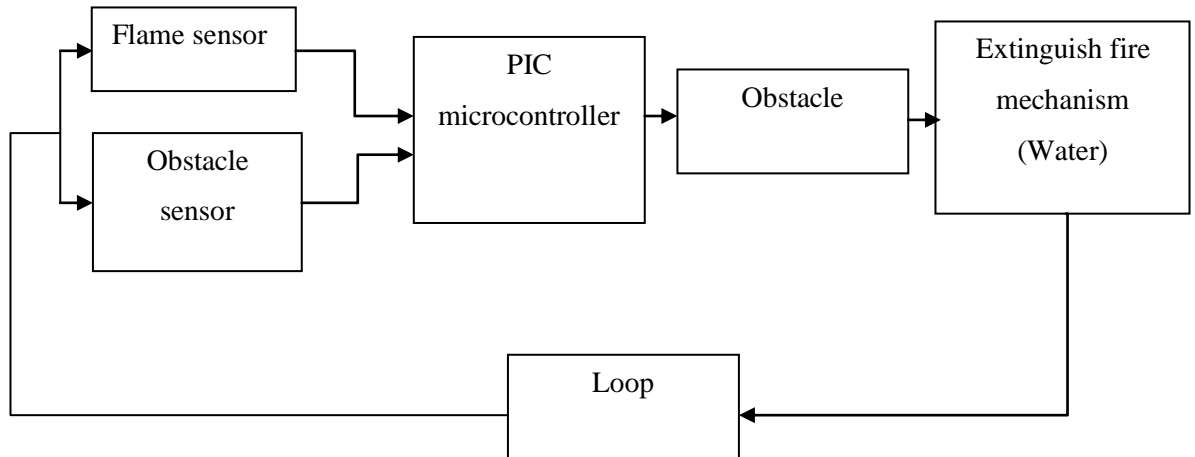 Flame sensor
Obstacle
sensor
PIC
microcontroller
Obstacle
Extinguish fire
mechanism
(Water)
Loop